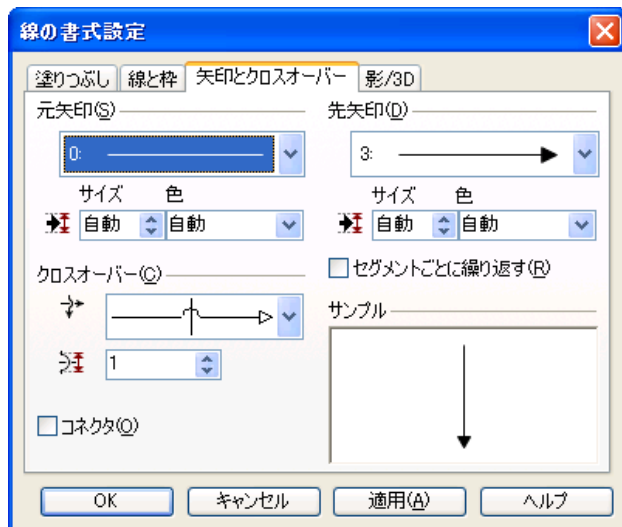 線の書式設定
塗りつぶし 線と枠 矢印とクロスオーバー 影/3D
元矢印(S)
0:
サイズ 色
自動 自動
クロスオーバー(C)
1
コネクタ(O)
先矢印(D)
3:
サイズ 色
自動 自動
セグメントごとに繰り返す(R)
サンプル
OK キャンセル 適用(A) ヘルプ